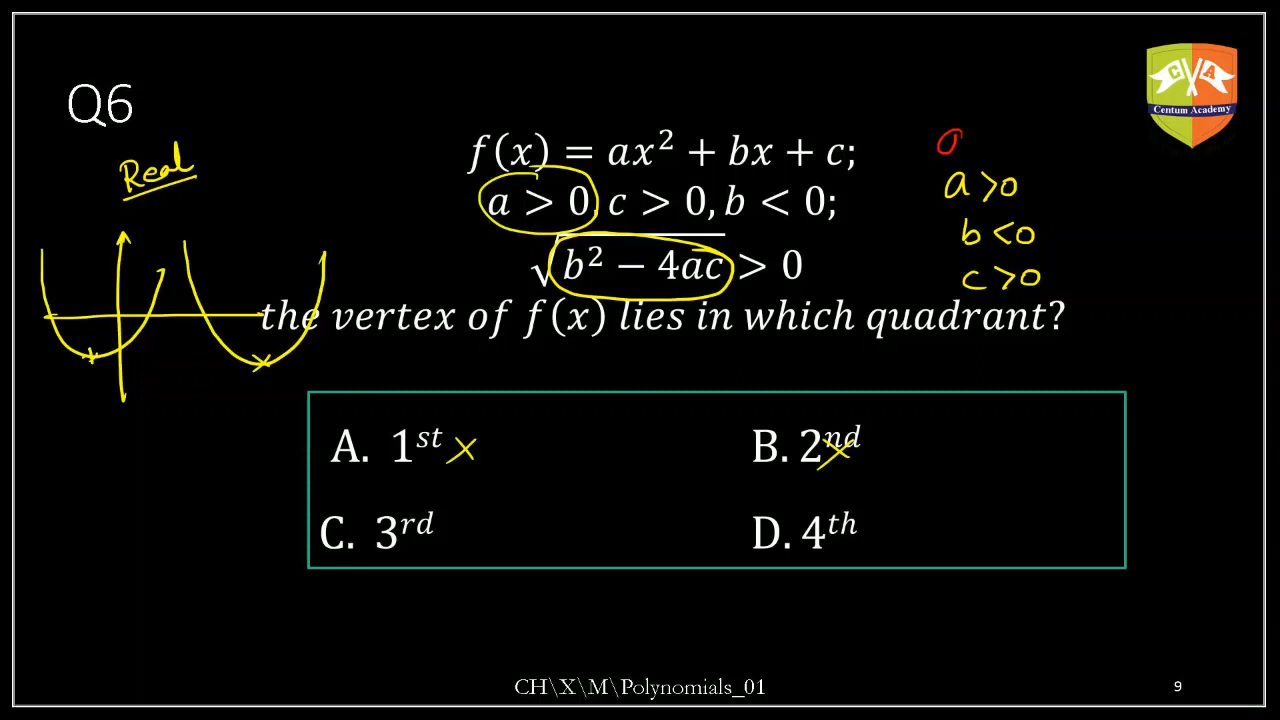 Q6
Real
f(x) = ax² + bx + c;
a > 0, c > 0, b < 0;
√b² − 4ac > 0
the vertex of f(x) lies in which quadrant?
a > 0
b < 0
c > 0
A. 1ˢᵗ ×
B. 2ⁿᵈ ×
C. 3ʳᵈ
D. 4ᵗʰ
C A
Centum Academy
CH\X\M\Polynomials_01
9